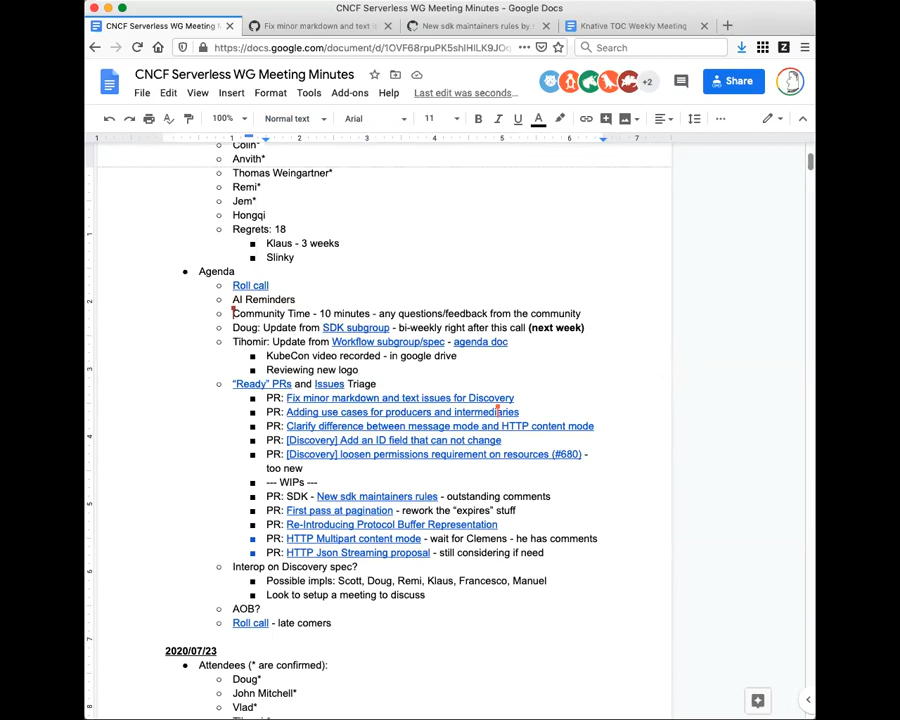 CNCF Serverless WG Meeting Minutes - Google Docs
CNCF Serverless WG Meeting M
Fix minor markdown and text i
New sdk maintainers rules by
Knative TOC Weekly Meeting
https://docs.google.com/document/d/1OVF68rpuPK5shlHILK9JO
Search
CNCF Serverless WG Meeting Minutes
+2
Share
File Edit View Insert Format Tools Add-ons Help Last edit was seconds...
100% Normal text Arial 11
1 1 2 3 4 5 6 7
Colin*
Anvith*
Thomas Weingartner*
Remi*
Jem*
Hongqi
Regrets: 18
Klaus - 3 weeks
Slinky
Agenda
Roll call
AI Reminders
Community Time - 10 minutes - any questions/feedback from the community
Doug: Update from SDK subgroup - bi-weekly right after this call (next week)
Tihomir: Update from Workflow subgroup/spec - agenda doc
KubeCon video recorded - in google drive
Reviewing new logo
“Ready” PRs and Issues Triage
PR: Fix minor markdown and text issues for Discovery
PR: Adding use cases for producers and intermediaries
PR: Clarify difference between message mode and HTTP content mode
PR: [Discovery] Add an ID field that can not change
PR: [Discovery] loosen permissions requirement on resources (#680) -
too new
--- WIPs ---
PR: SDK - New sdk maintainers rules - outstanding comments
PR: First pass at pagination - rework the “expires” stuff
PR: Re-Introducing Protocol Buffer Representation
PR: HTTP Multipart content mode - wait for Clemens - he has comments
PR: HTTP Json Streaming proposal - still considering if need
Interop on Discovery spec?
Possible impls: Scott, Doug, Remi, Klaus, Francesco, Manuel
Look to setup a meeting to discuss
AOB?
Roll call - late comers
2020/07/23
Attendees (* are confirmed):
Doug*
John Mitchell*
Vlad*